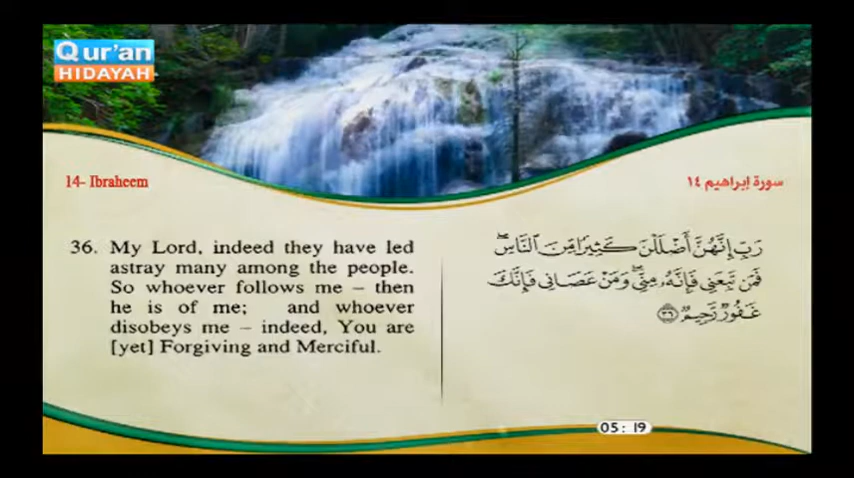 Qur'an
HIDAYAH
14- Ibraheem
سورة إبراهيم ١٤
36. My Lord, indeed they have led
astray many among the people.
So whoever follows me – then
he is of me; and whoever
disobeys me – indeed, You are
[yet] Forgiving and Merciful.
رَبِّ إِنَّهُنَّ أَضْلَلْنَ كَثِيرًا مِّنَ ٱلنَّاسِ ۖ
فَمَن تَبِعَنِى فَإِنَّهُۥ مِنِّى ۖ وَمَنْ عَصَانِى فَإِنَّكَ
غَفُورٌ رَّحِيمٌ ۝٣٦
05 : 19